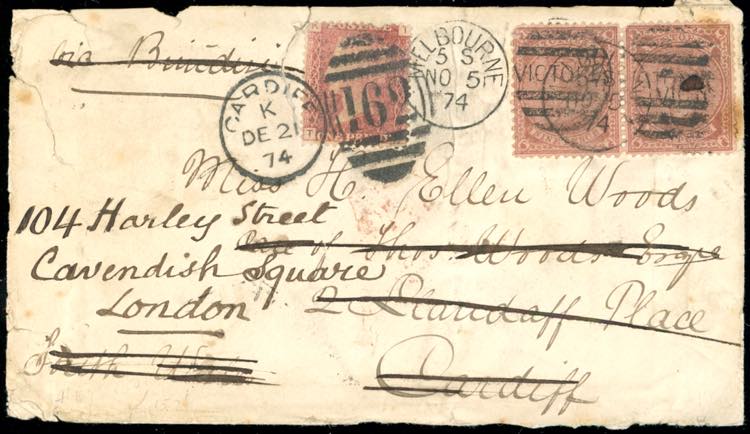 via Brindisi
CARDIFF
K
DE 21
74
162
MELBOURNE
5 S
NO 5
74
VICTORIA
Miss H. Ellen Woods
104 Harley Street
care of Thos Woods Esqre
Cavendish Square
London
2 Llandaff Place
South Wales
Cardiff